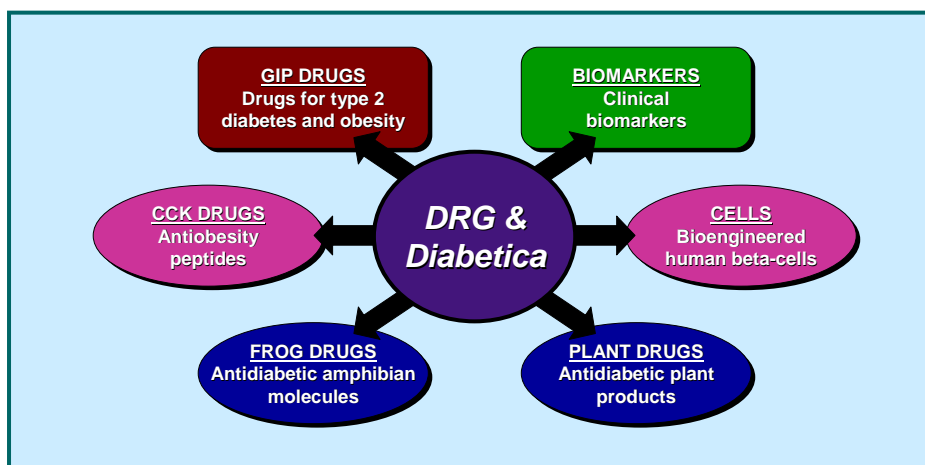 GIP DRUGS
Drugs for type 2
diabetes and obesity
BIOMARKERS
Clinical
biomarkers
CCK DRUGS
Antiobesity
peptides
DRG &
Diabetica
CELLS
Bioengineered
human beta-cells
FROG DRUGS
Antidiabetic amphibian
molecules
PLANT DRUGS
Antidiabetic plant
products